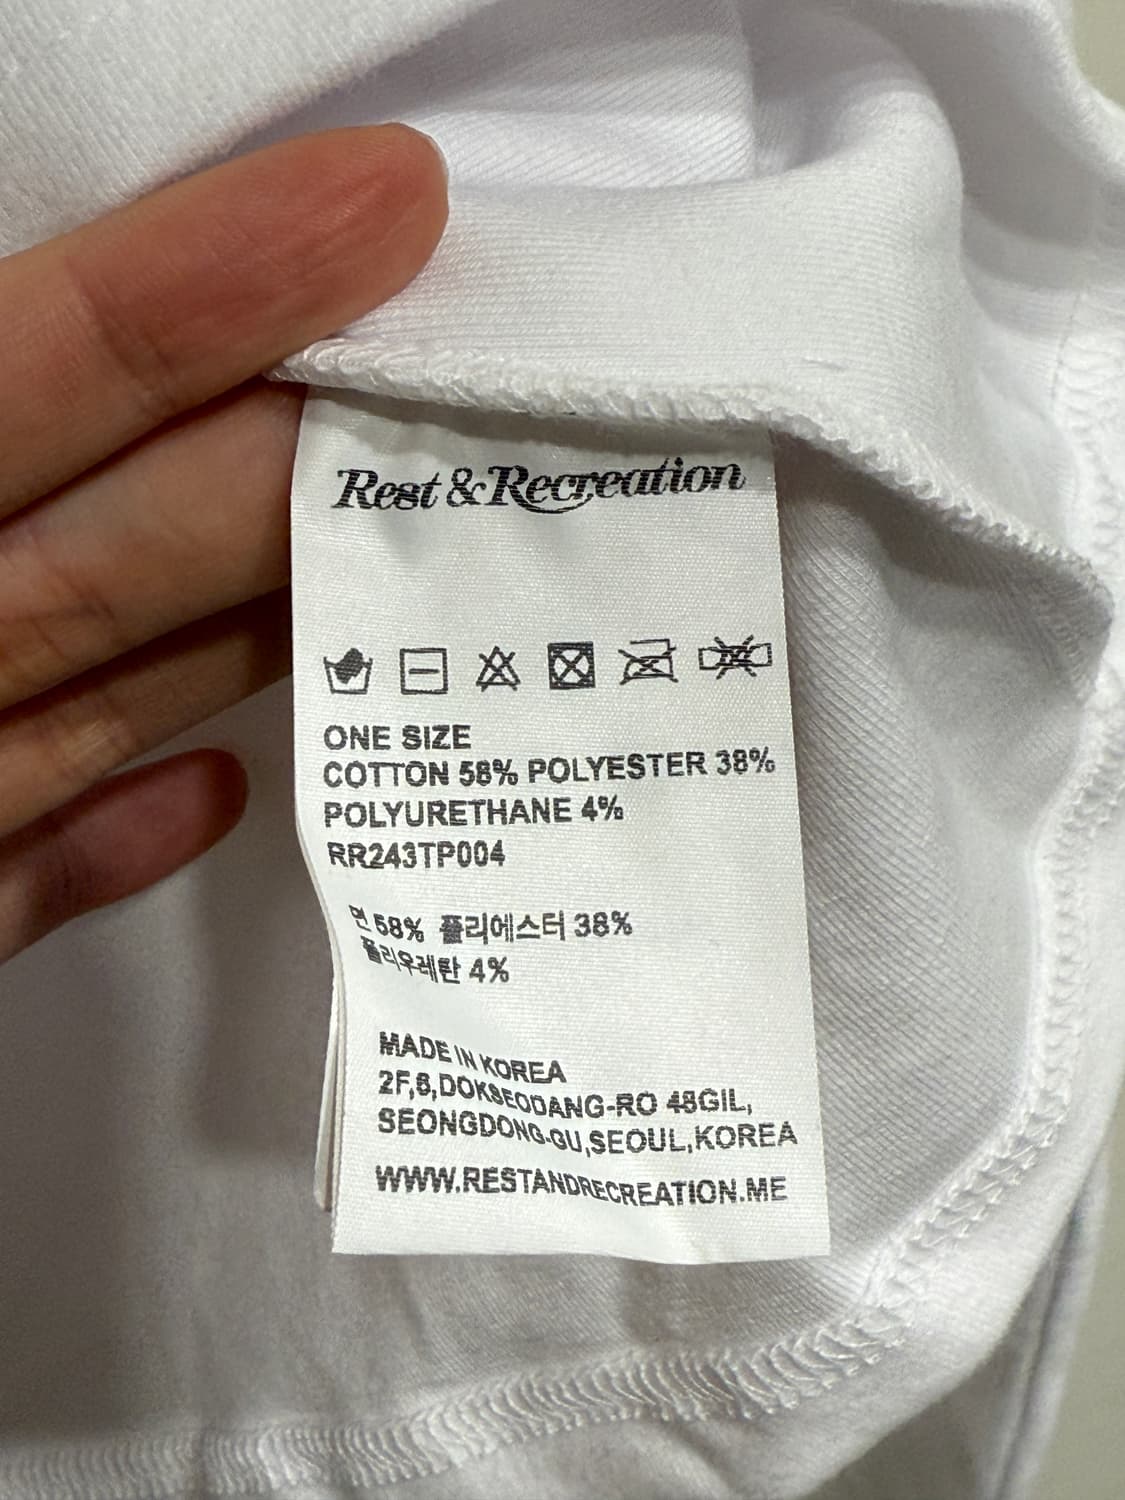 Rest & Recreation
ONE SIZE
COTTON 58% POLYESTER 38%
POLYURETHANE 4%
RR243TP004
면 58% 폴리에스터 38%
폴리우레탄 4%
MADE IN KOREA
2F,6,DOKSEODANG-RO 48GIL,
SEONGDONG-GU,SEOUL,KOREA
WWW.RESTANDRECREATION.ME